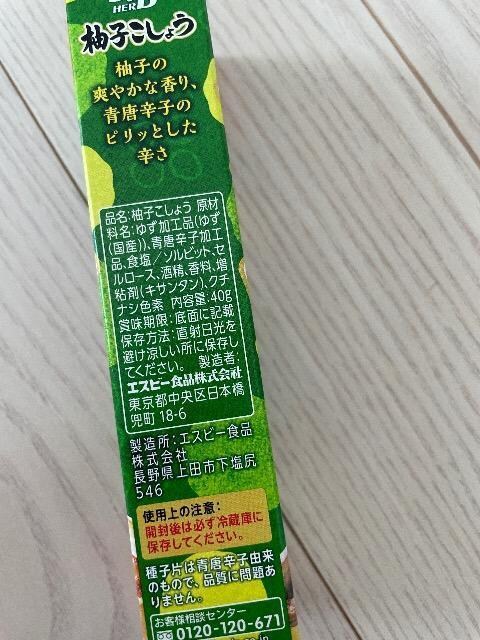 HERB
柚子こしょう
柚子の
爽やかな香り、
青唐辛子の
ピリッとした
辛さ
品名:柚子こしょう 原材
料名:ゆず加工品(ゆず
(国産))、青唐辛子加工
品、食塩/ソルビット、セ
ルロース、酒精、香料、増
粘剤(キサンタン)、クチ
ナシ色素 内容量:40g
賞味期限:底面に記載
保存方法:直射日光を
避け涼しい所に保存し
てください。 製造者:
エスビー食品株式会社
東京都中央区日本橋
兜町18-6
製造所:エスビー食品
株式会社
長野県上田市下塩尻
546
使用上の注意:
開封後は必ず冷蔵庫に
保存してください。
種子片は青唐辛子由来
のもので、品質に問題あ
りません。
お客様相談センター
0120-120-671